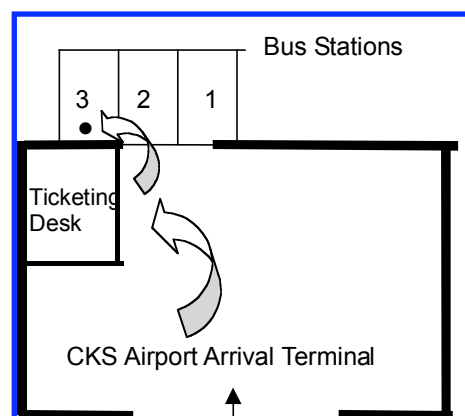 Bus Stations
3 2 1
Ticketing
Desk
CKS Airport Arrival Terminal